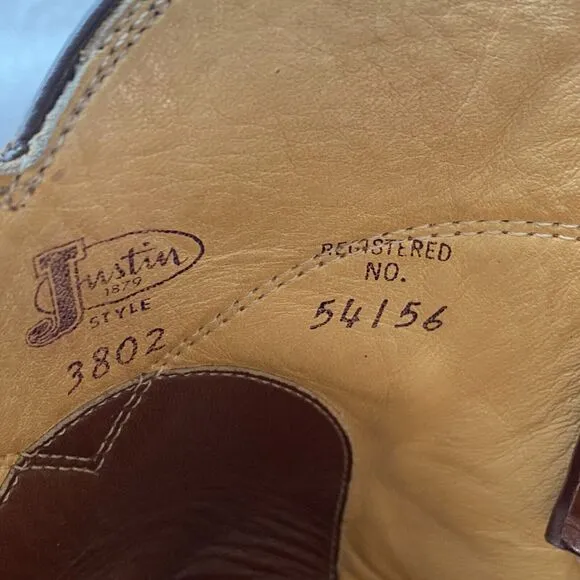 Justin
1879
STYLE
3802
REGISTERED
NO.
54156